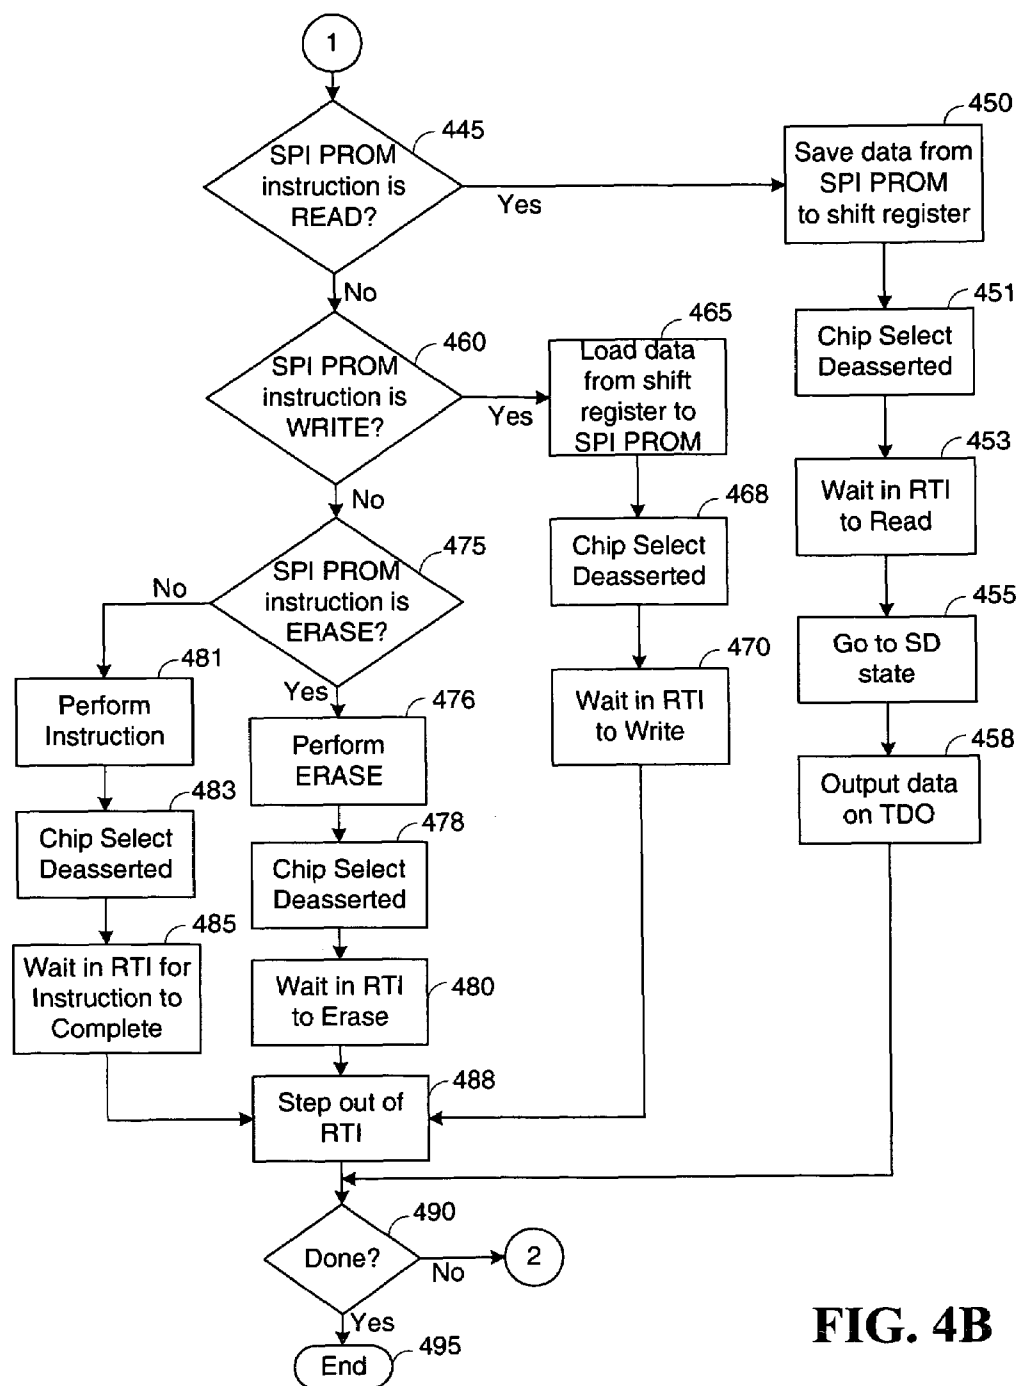 1
445
SPI PROM
instruction is
READ?
Yes
No
450
Save data from
SPI PROM
to shift register
451
Chip Select
Deasserted
453
Wait in RTI
to Read
455
Go to SD
state
458
Output data
on TDO
460
SPI PROM
instruction is
WRITE?
Yes
No
465
Load data
from shift
register to
SPI PROM
468
Chip Select
Deasserted
470
Wait in RTI
to Write
475
SPI PROM
instruction is
ERASE?
No
Yes
481
Perform
Instruction
483
Chip Select
Deasserted
485
Wait in RTI for
Instruction to
Complete
476
Perform
ERASE
478
Chip Select
Deasserted
480
Wait in RTI
to Erase
488
Step out of
RTI
490
Done?
No
2
Yes
End
495
FIG. 4B